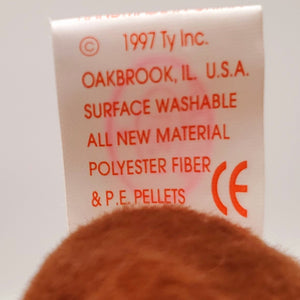 © 1997 Ty Inc.
OAKBROOK, IL. U.S.A.
SURFACE WASHABLE
ALL NEW MATERIAL
POLYESTER FIBER
& P.E. PELLETS CE